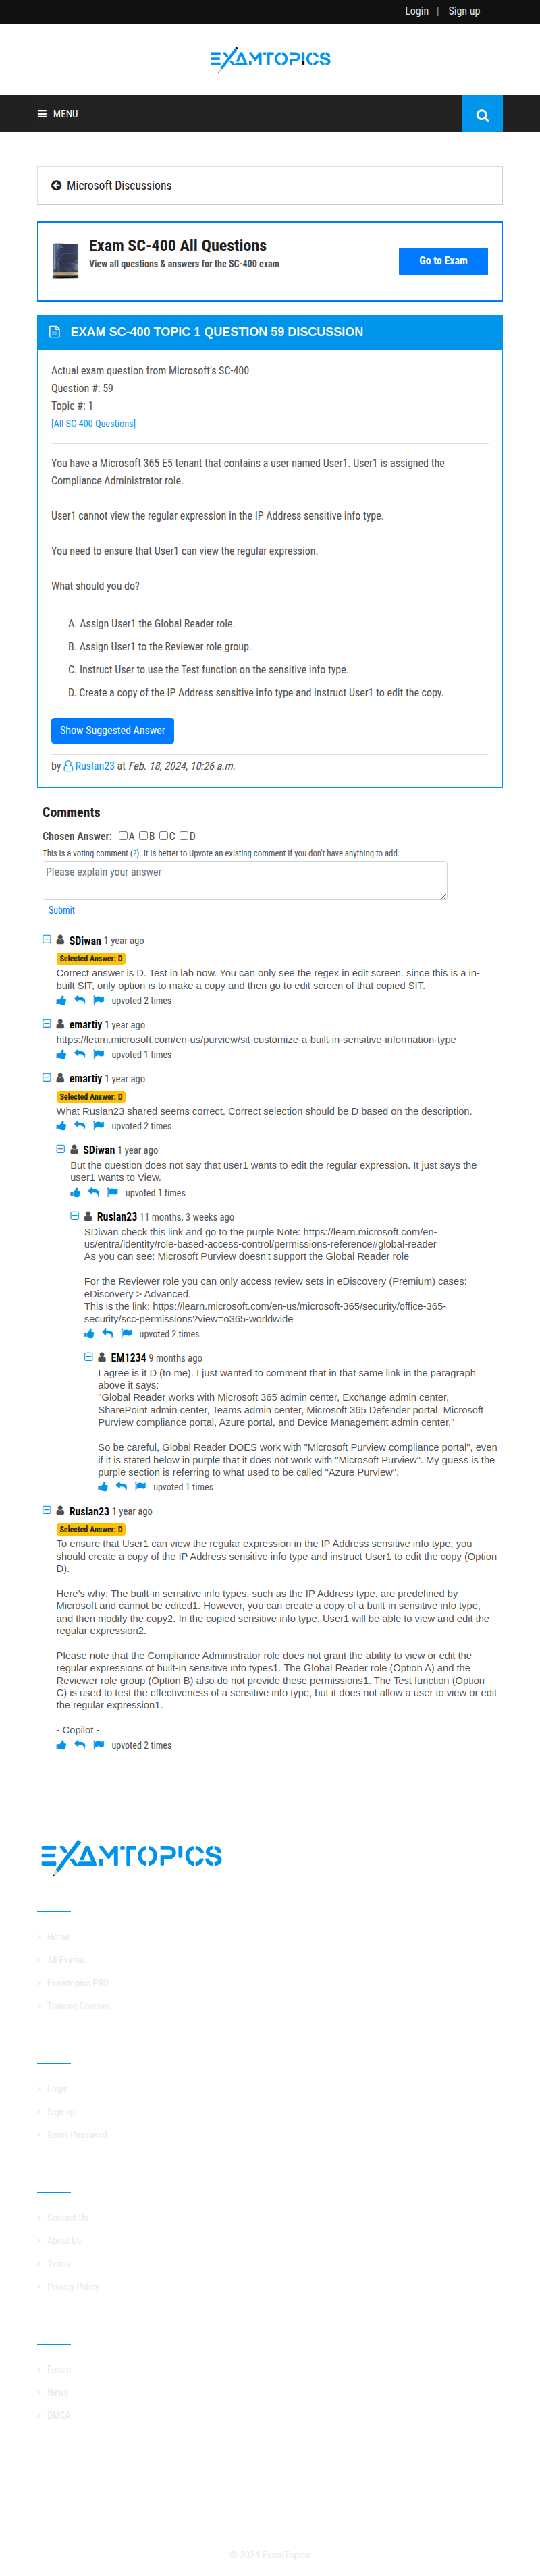 Login | Sign up
EXAMTOPICS
MENU
Microsoft Discussions
Exam SC-400 All Questions
View all questions & answers for the SC-400 exam
Go to Exam
EXAM SC-400 TOPIC 1 QUESTION 59 DISCUSSION
Actual exam question from Microsoft's SC-400
Question #: 59
Topic #: 1
[All SC-400 Questions]
You have a Microsoft 365 E5 tenant that contains a user named User1. User1 is assigned the
Compliance Administrator role.
User1 cannot view the regular expression in the IP Address sensitive info type.
You need to ensure that User1 can view the regular expression.
What should you do?
A. Assign User1 the Global Reader role.
B. Assign User1 to the Reviewer role group.
C. Instruct User to use the Test function on the sensitive info type.
D. Create a copy of the IP Address sensitive info type and instruct User1 to edit the copy.
Show Suggested Answer
by Ruslan23 at Feb. 18, 2024, 10:26 a.m.
Comments
Chosen Answer: A B C D
This is a voting comment (?). It is better to Upvote an existing comment if you don't have anything to add.
Please explain your answer
Submit
SDiwan 1 year ago
Selected Answer: D
Correct answer is D. Test in lab now. You can only see the regex in edit screen. since this is a in-
built SIT, only option is to make a copy and then go to edit screen of that copied SIT.
upvoted 2 times
emartiy 1 year ago
https://learn.microsoft.com/en-us/purview/sit-customize-a-built-in-sensitive-information-type
upvoted 1 times
emartiy 1 year ago
Selected Answer: D
What Ruslan23 shared seems correct. Correct selection should be D based on the description.
upvoted 2 times
SDiwan 1 year ago
But the question does not say that user1 wants to edit the regular expression. It just says the
user1 wants to View.
upvoted 1 times
Ruslan23 11 months, 3 weeks ago
SDiwan check this link and go to the purple Note: https://learn.microsoft.com/en-
us/entra/identity/role-based-access-control/permissions-reference#global-reader
As you can see: Microsoft Purview doesn't support the Global Reader role
For the Reviewer role you can only access review sets in eDiscovery (Premium) cases:
eDiscovery > Advanced.
This is the link: https://learn.microsoft.com/en-us/microsoft-365/security/office-365-
security/scc-permissions?view=o365-worldwide
upvoted 2 times
EM1234 9 months ago
I agree is it D (to me). I just wanted to comment that in that same link in the paragraph
above it says:
"Global Reader works with Microsoft 365 admin center, Exchange admin center,
SharePoint admin center, Teams admin center, Microsoft 365 Defender portal, Microsoft
Purview compliance portal, Azure portal, and Device Management admin center."
So be careful, Global Reader DOES work with "Microsoft Purview compliance portal", even
if it is stated below in purple that it does not work with "Microsoft Purview". My guess is the
purple section is referring to what used to be called "Azure Purview".
upvoted 1 times
Ruslan23 1 year ago
Selected Answer: D
To ensure that User1 can view the regular expression in the IP Address sensitive info type, you
should create a copy of the IP Address sensitive info type and instruct User1 to edit the copy (Option
D).
Here's why: The built-in sensitive info types, such as the IP Address type, are predefined by
Microsoft and cannot be edited1. However, you can create a copy of a built-in sensitive info type,
and then modify the copy2. In the copied sensitive info type, User1 will be able to view and edit the
regular expression2.
Please note that the Compliance Administrator role does not grant the ability to view or edit the
regular expressions of built-in sensitive info types1. The Global Reader role (Option A) and the
Reviewer role group (Option B) also do not provide these permissions1. The Test function (Option
C) is used to test the effectiveness of a sensitive info type, but it does not allow a user to view or edit
the regular expression1.
- Copilot -
upvoted 2 times
EXAMTOPICS
Home
All Exams
Examtopics PRO
Training Courses
Login
Sign up
Reset Password
Contact Us
About Us
Terms
Privacy Policy
Forum
News
DMCA
© 2024 ExamTopics